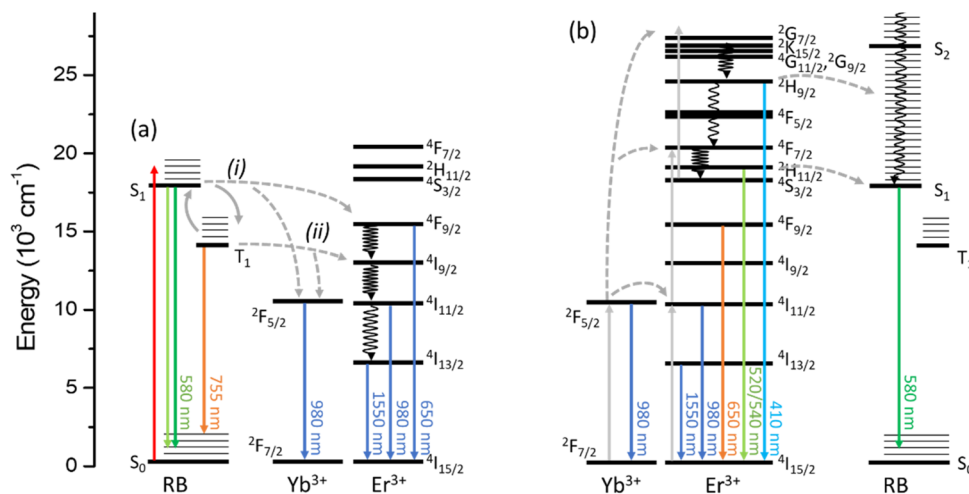 (a)
(b)
Energy (10³ cm⁻¹)
25
20
15
10
5
0
S₁
T₁
S₀
RB
(i)
(ii)
580 nm
755 nm
²F₅/₂
²F₇/₂
980 nm
Yb³⁺
⁴F₇/₂
²H₁₁/₂
⁴S₃/₂
⁴F₉/₂
⁴I₉/₂
⁴I₁₁/₂
⁴I₁₃/₂
⁴I₁₅/₂
1550 nm
980 nm
650 nm
Er³⁺
²F₅/₂
²F₇/₂
980 nm
Yb³⁺
²G₇/₂
²K₁₅/₂
⁴G₁₁/₂,²G₉/₂
²H₉/₂
⁴F₅/₂
⁴F₇/₂
²H₁₁/₂
⁴S₃/₂
⁴F₉/₂
⁴I₉/₂
⁴I₁₁/₂
⁴I₁₃/₂
⁴I₁₅/₂
1550 nm
980 nm
650 nm
520/540 nm
410 nm
Er³⁺
S₂
S₁
580 nm
S₀
RB